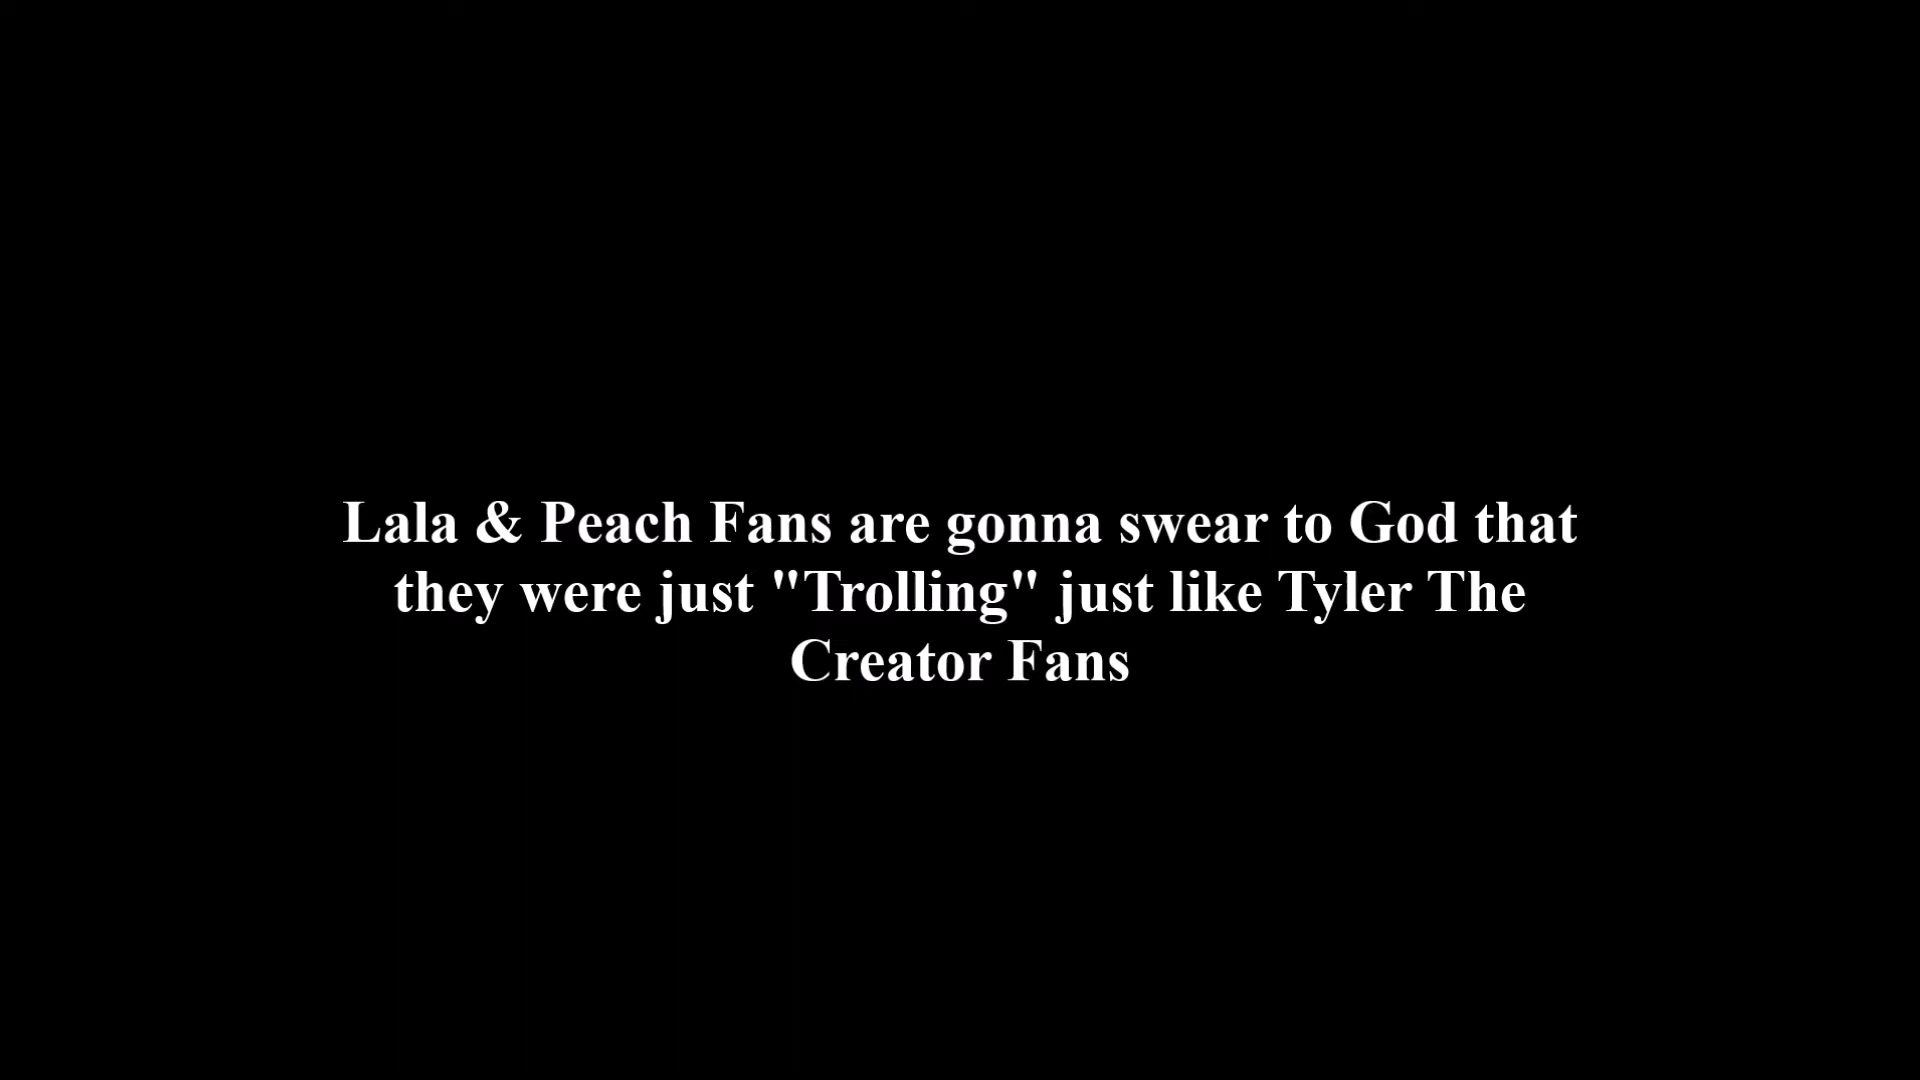 Lala & Peach Fans are gonna swear to God that
they were just "Trolling" just like Tyler The
Creator Fans